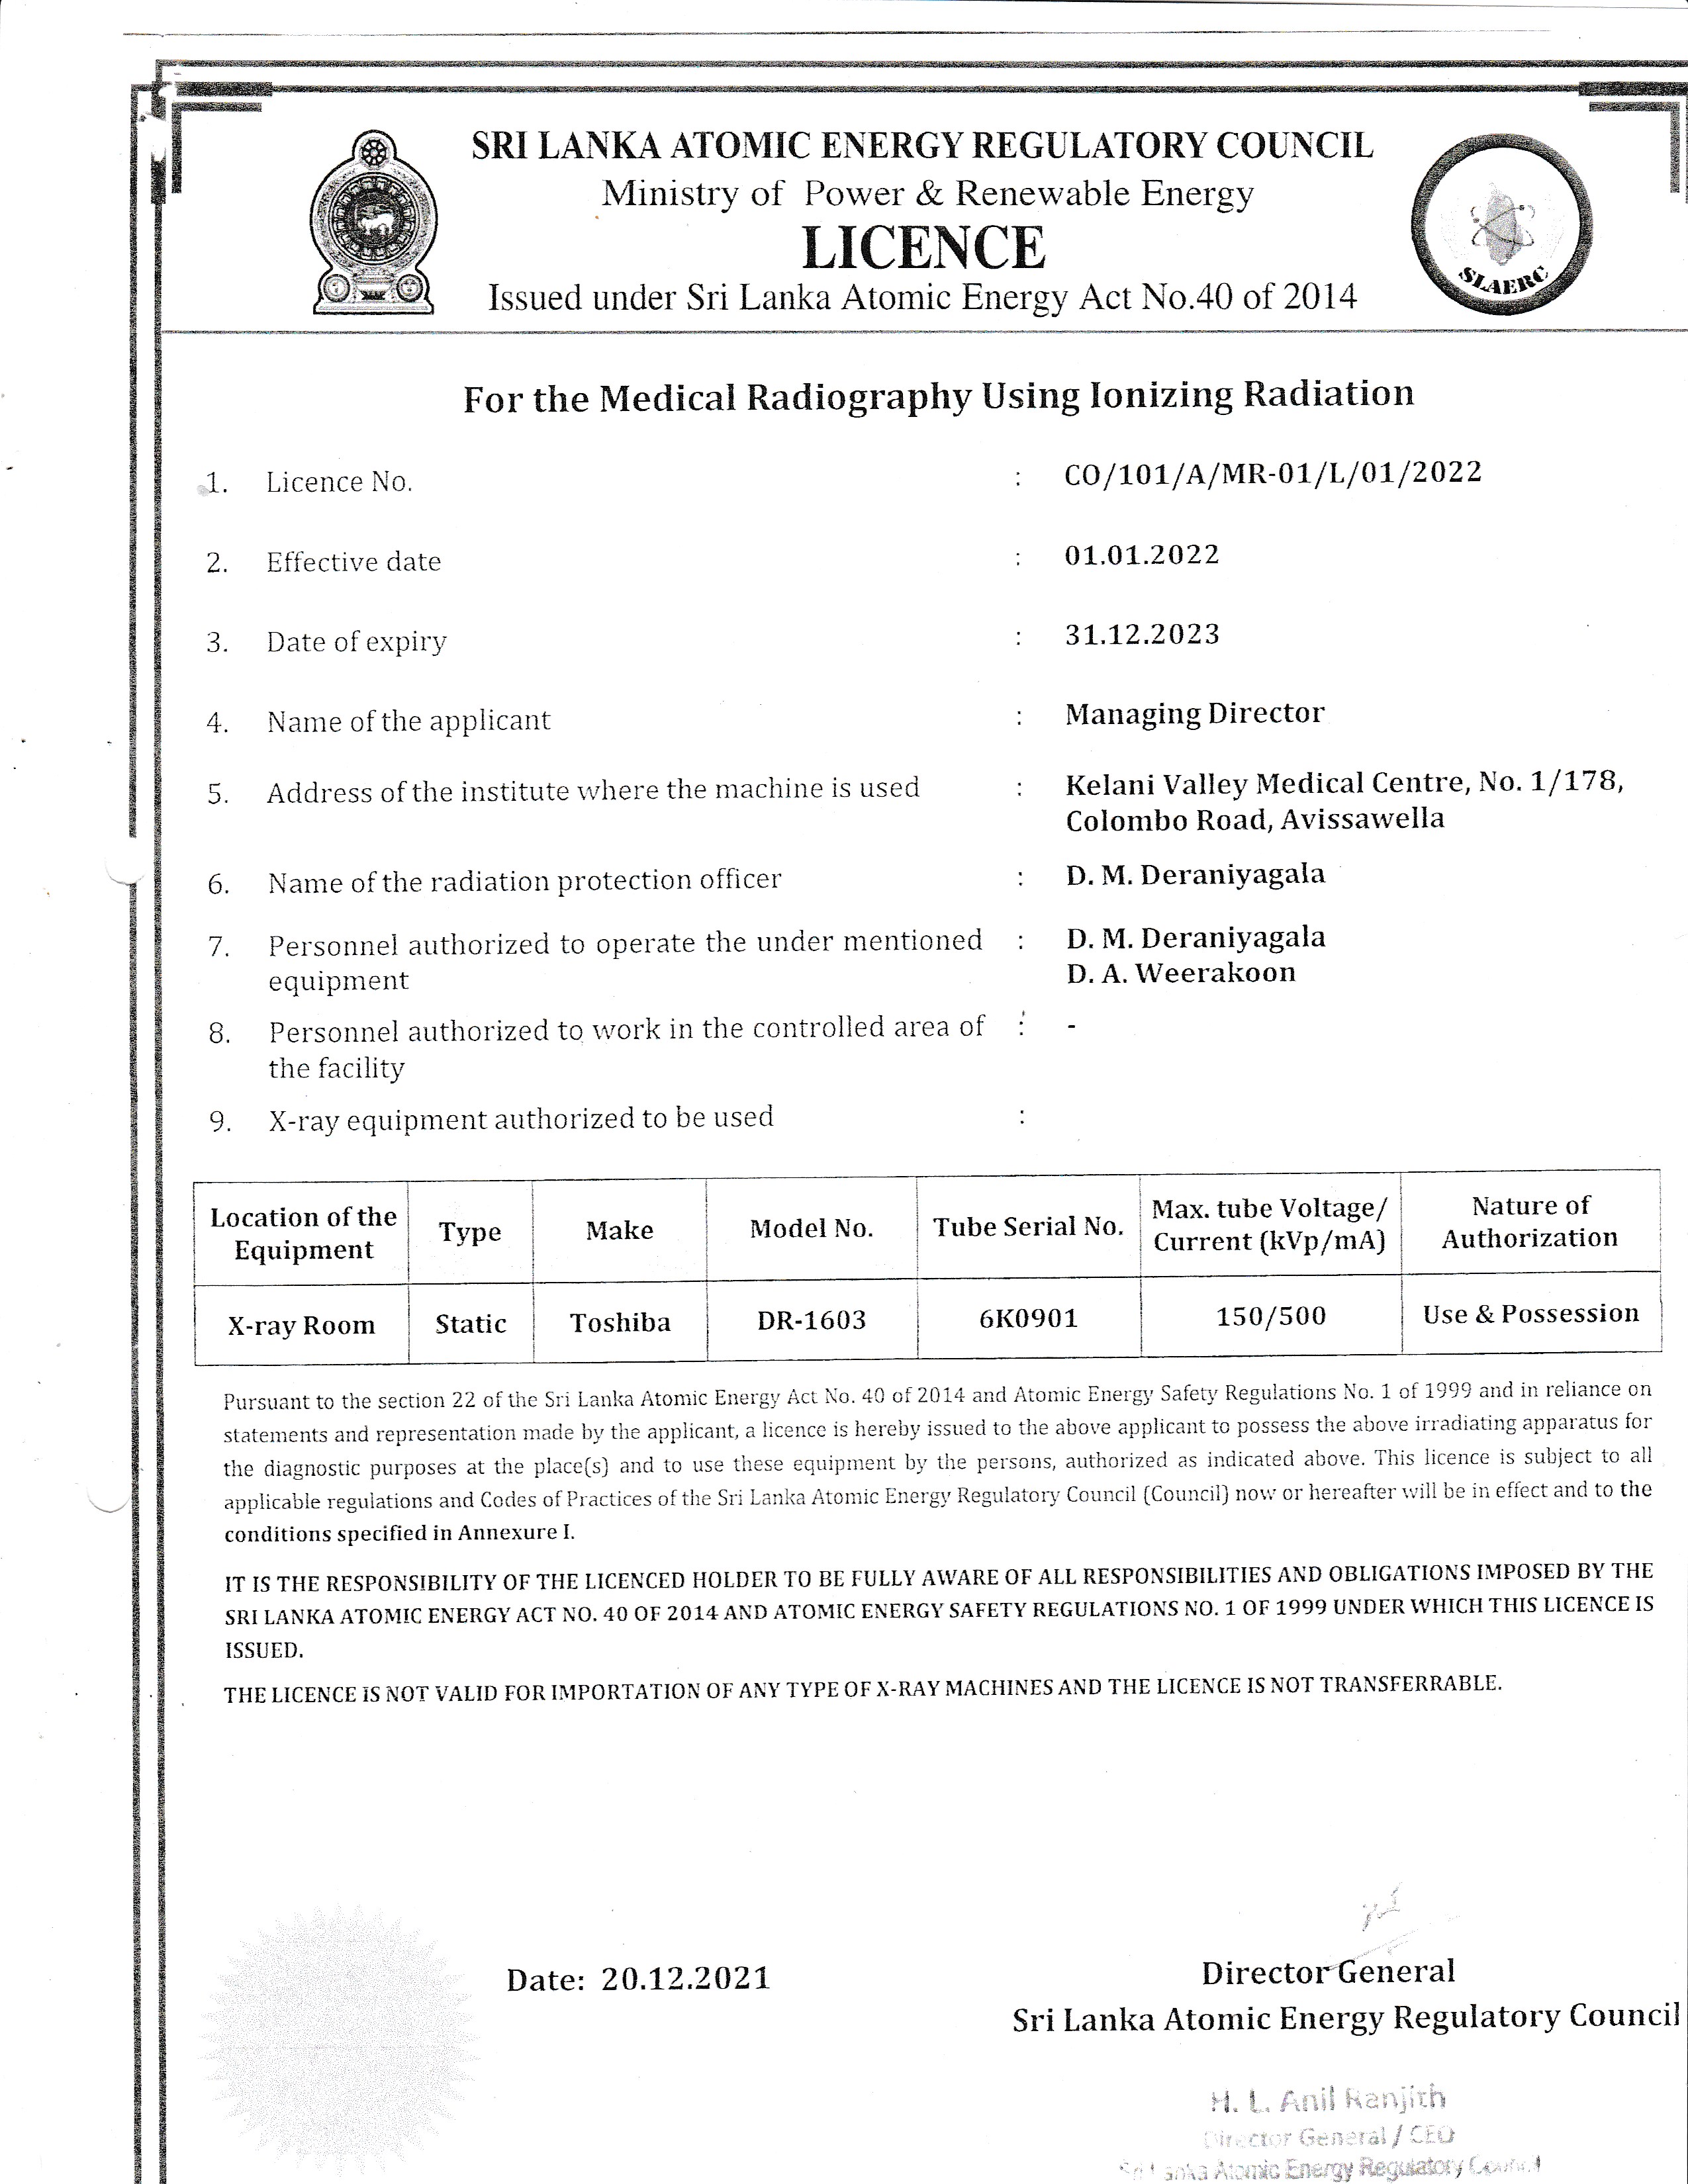 SRI LANKA ATOMIC ENERGY REGULATORY COUNCIL
Ministry of Power & Renewable Energy
LICENCE
Issued under Sri Lanka Atomic Energy Act No.40 of 2014
SLAERC
For the Medical Radiography Using Ionizing Radiation
1. Licence No. : CO/101/A/MR-01/L/01/2022
2. Effective date : 01.01.2022
3. Date of expiry : 31.12.2023
4. Name of the applicant : Managing Director
5. Address of the institute where the machine is used : Kelani Valley Medical Centre, No. 1/178,
Colombo Road, Avissawella
6. Name of the radiation protection officer : D. M. Deraniyagala
7. Personnel authorized to operate the under mentioned : D. M. Deraniyagala
equipment D. A. Weerakoon
8. Personnel authorized to work in the controlled area of : -
the facility
9. X-ray equipment authorized to be used :
Location of the Equipment Type Make Model No. Tube Serial No. Max. tube Voltage/ Current (kVp/mA) Nature of Authorization
X-ray Room Static Toshiba DR-1603 6K0901 150/500 Use & Possession
Pursuant to the section 22 of the Sri Lanka Atomic Energy Act No. 40 of 2014 and Atomic Energy Safety Regulations No. 1 of 1999 and in reliance on
statements and representation made by the applicant, a licence is hereby issued to the above applicant to possess the above irradiating apparatus for
the diagnostic purposes at the place(s) and to use these equipment by the persons, authorized as indicated above. This licence is subject to all
applicable regulations and Codes of Practices of the Sri Lanka Atomic Energy Regulatory Council (Council) now or hereafter will be in effect and to the
conditions specified in Annexure I.
IT IS THE RESPONSIBILITY OF THE LICENCED HOLDER TO BE FULLY AWARE OF ALL RESPONSIBILITIES AND OBLIGATIONS IMPOSED BY THE
SRI LANKA ATOMIC ENERGY ACT NO. 40 OF 2014 AND ATOMIC ENERGY SAFETY REGULATIONS NO. 1 OF 1999 UNDER WHICH THIS LICENCE IS
ISSUED.
THE LICENCE IS NOT VALID FOR IMPORTATION OF ANY TYPE OF X-RAY MACHINES AND THE LICENCE IS NOT TRANSFERRABLE.
Date: 20.12.2021
Director General
Sri Lanka Atomic Energy Regulatory Council
H. L. Anil Ranjith
Director General / CEO
Sri Lanka Atomic Energy Regulatory Council